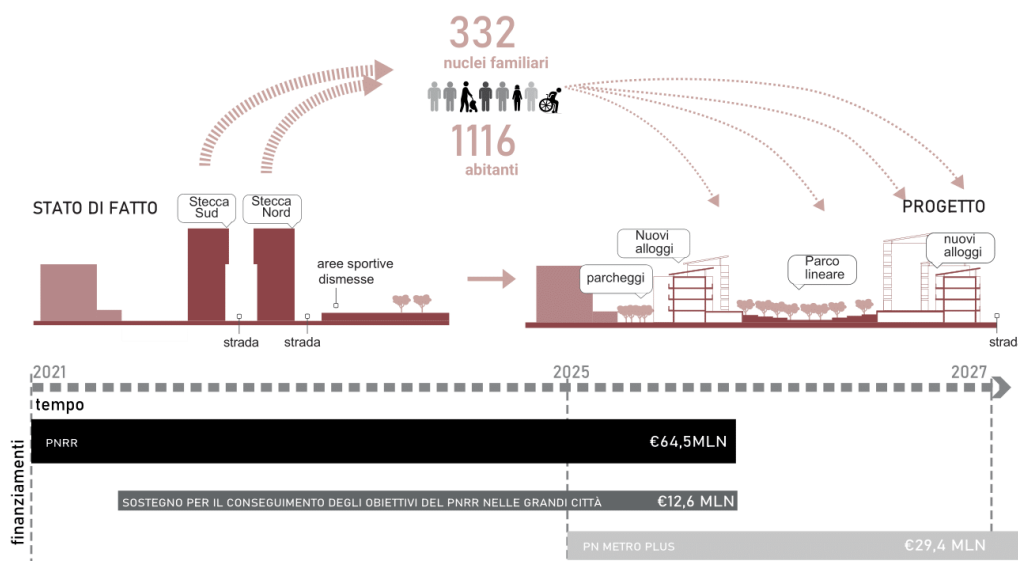 332
nuclei familiari
1116
abitanti
STATO DI FATTO
Stecca
Sud
Stecca
Nord
aree sportive
dismesse
strada
strada
PROGETTO
Nuovi
alloggi
parcheggi
Parco
lineare
nuovi
alloggi
strad
2021
2025
2027
tempo
finanziamenti
PNRR
€64,5MLN
SOSTEGNO PER IL CONSEGUIMENTO DEGLI OBIETTIVI DEL PNRR NELLE GRANDI CITTÀ
€12,6 MLN
PN METRO PLUS
€29,4 MLN